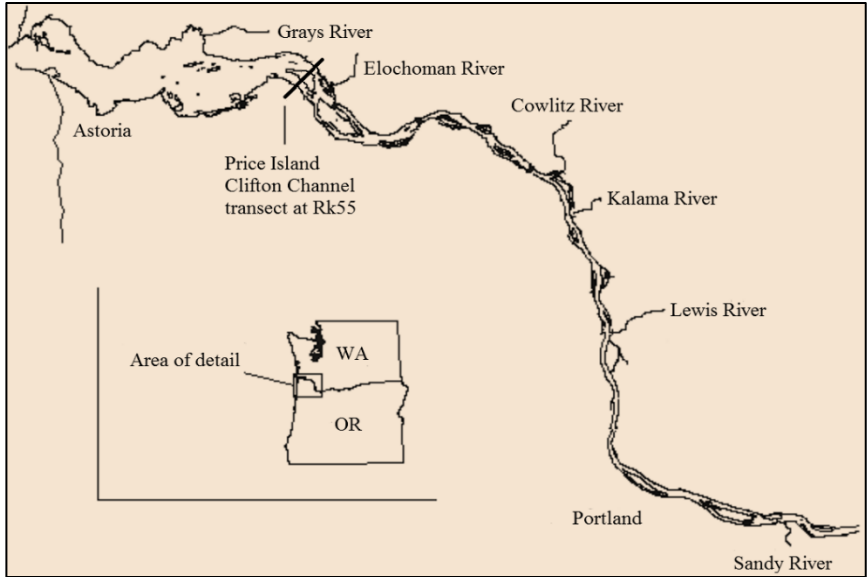 Grays River
Elochoman River
Cowlitz River
Astoria
Price Island
Clifton Channel
transect at Rk55
Kalama River
Lewis River
Area of detail
WA
OR
Portland
Sandy River